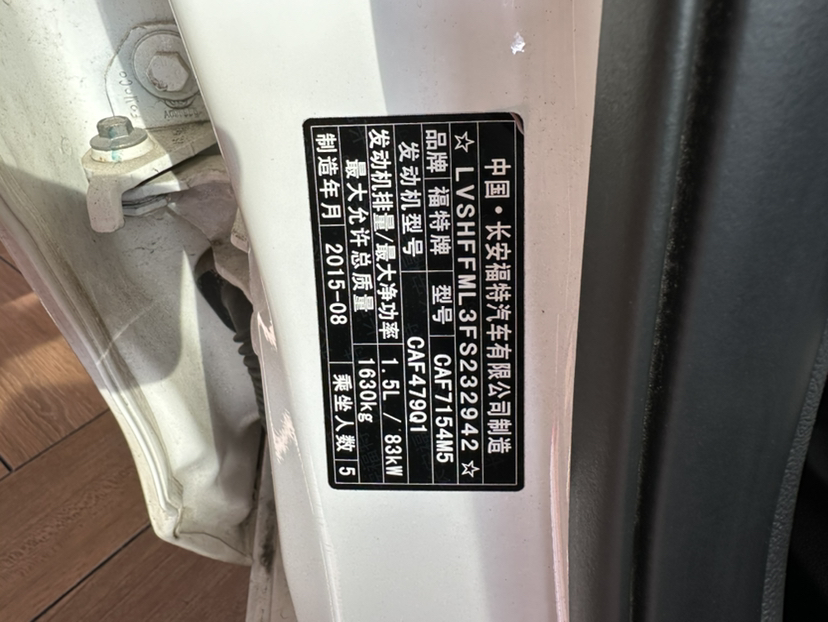 中国·长安福特汽车有限公司制造
☆LVSHFFML3FS232942☆
品牌 福特牌 型号 CAF7154M5
发动机型号 CAF479Q1
发动机排量/最大净功率 1.5L / 83kW
最大允许总质量 1630kg
制造年月 2015-08 乘坐人数 5